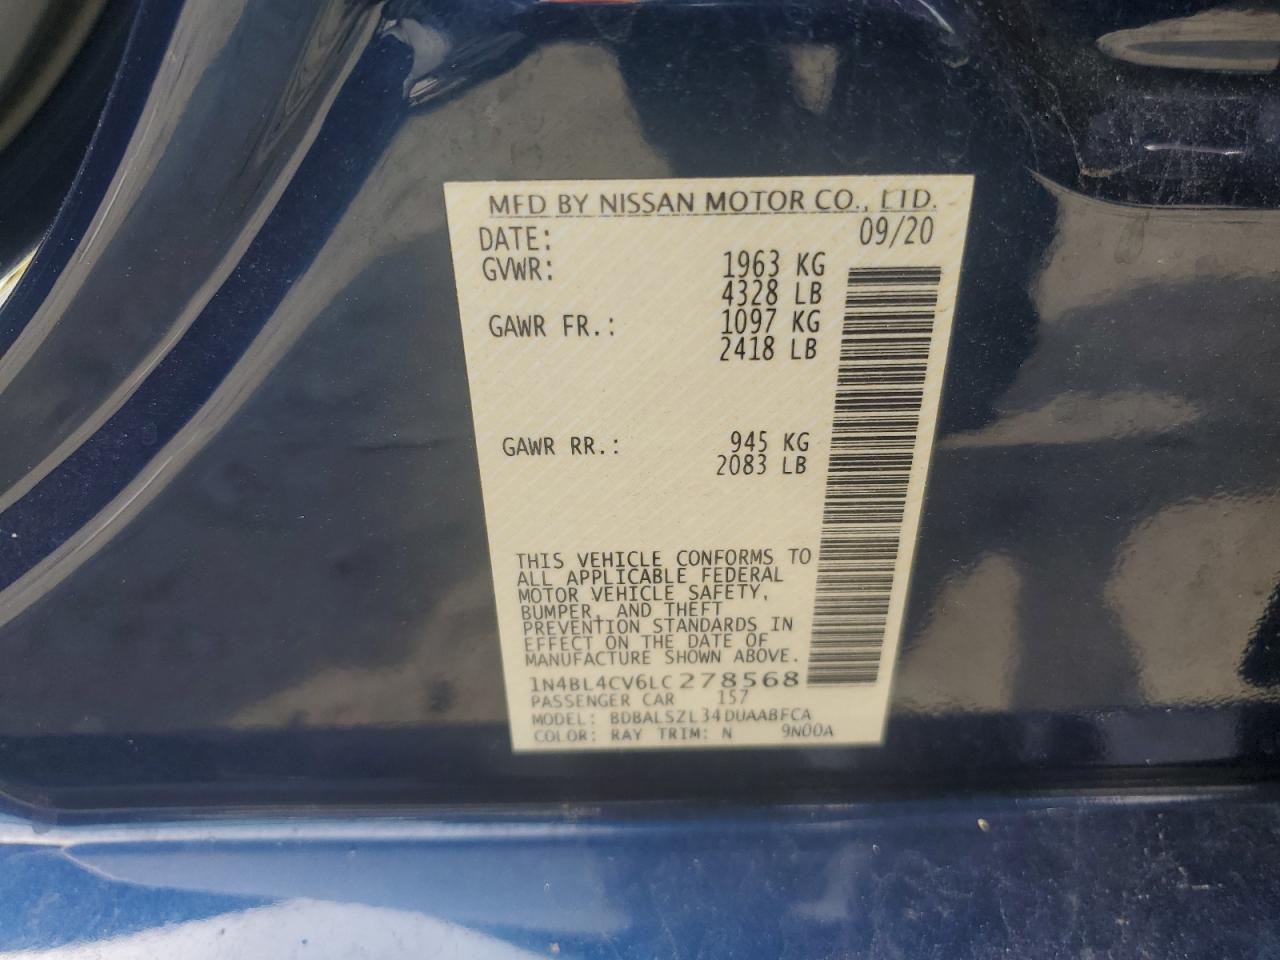 MFD BY NISSAN MOTOR CO., LTD.
DATE: 09/20
GVWR: 1963 KG
4328 LB
GAWR FR.: 1097 KG
2418 LB
GAWR RR.: 945 KG
2083 LB
THIS VEHICLE CONFORMS TO
ALL APPLICABLE FEDERAL
MOTOR VEHICLE SAFETY,
BUMPER, AND THEFT
PREVENTION STANDARDS IN
EFFECT ON THE DATE OF
MANUFACTURE SHOWN ABOVE.
1N4BL4CV6LC278568
PASSENGER CAR 157
MODEL: BDBALSZL34DUAABFCA
COLOR: RAY TRIM: N 9N00A